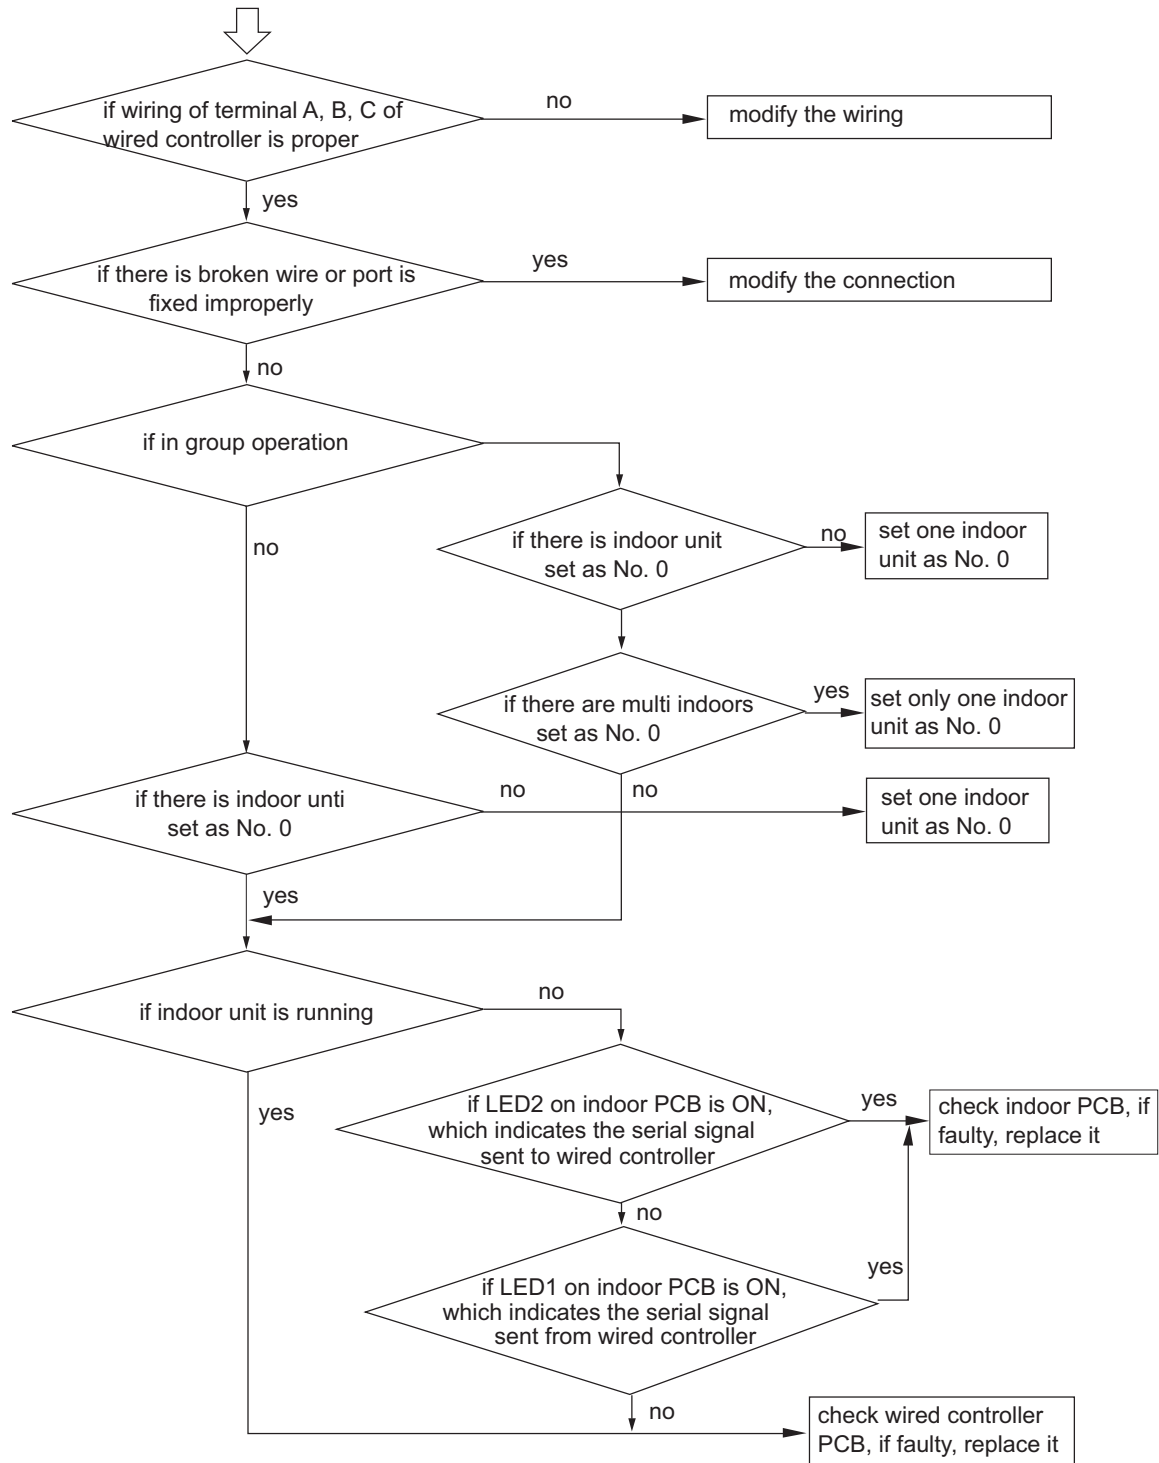 if wiring of terminal A, B, C of
wired controller is proper
no
modify the wiring
yes
if there is broken wire or port is
fixed improperly
yes
modify the connection
no
if in group operation
no
if there is indoor unit
set as No. 0
no
set one indoor
unit as No. 0
if there are multi indoors
set as No. 0
yes
set only one indoor
unit as No. 0
if there is indoor unti
set as No. 0
no
no
set one indoor
unit as No. 0
yes
if indoor unit is running
no
yes
if LED2 on indoor PCB is ON,
which indicates the serial signal
sent to wired controller
yes
check indoor PCB, if
faulty, replace it
no
if LED1 on indoor PCB is ON,
which indicates the serial signal
sent from wired controller
yes
no
check wired controller
PCB, if faulty, replace it